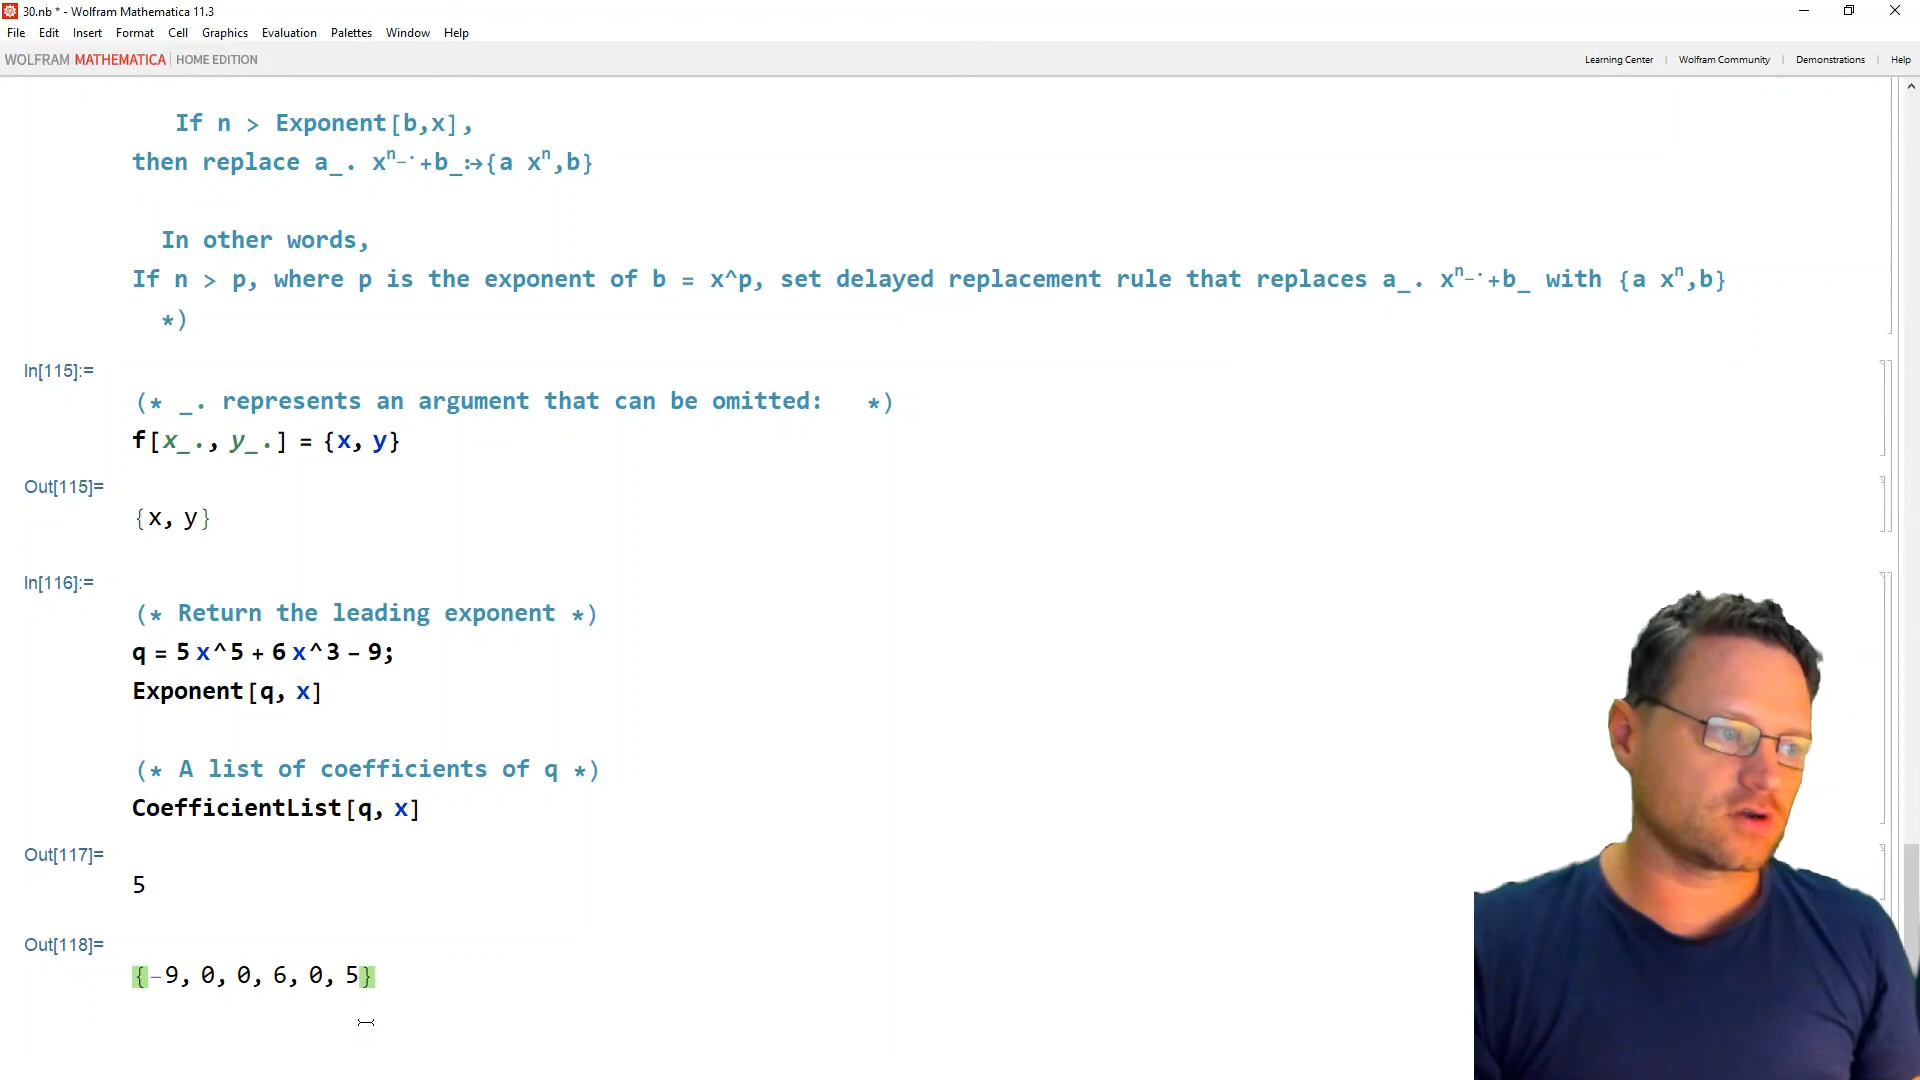 30.nb * - Wolfram Mathematica 11.3
File Edit Insert Format Cell Graphics Evaluation Palettes Window Help
WOLFRAM MATHEMATICA | HOME EDITION
Learning Center | Wolfram Community | Demonstrations | Help
If n > Exponent[b,x],
then replace a_. x^n_. +b_:→{a x^n,b}
In other words,
If n > p, where p is the exponent of b = x^p, set delayed replacement rule that replaces a_. x^n_. +b_ with {a x^n,b}
*)
In[115]:=
(* _. represents an argument that can be omitted: *)
f[x_., y_.] = {x, y}
Out[115]=
{x, y}
In[116]:=
(* Return the leading exponent *)
q = 5 x^5 + 6 x^3 - 9;
Exponent[q, x]
(* A list of coefficients of q *)
CoefficientList[q, x]
Out[117]=
5
Out[118]=
{-9, 0, 0, 6, 0, 5}